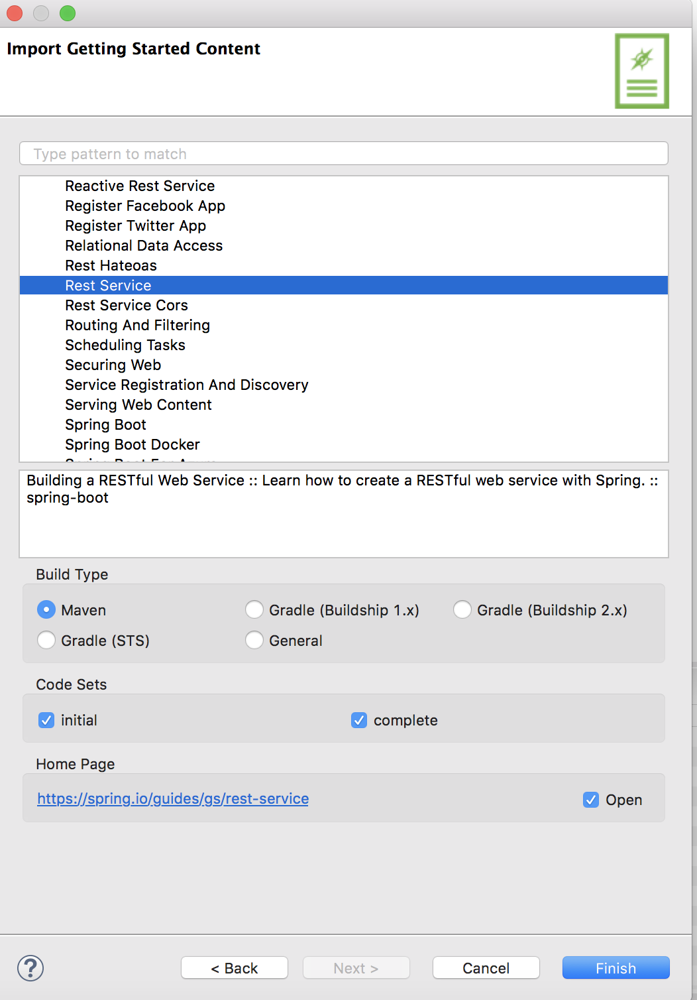 Import Getting Started Content
Type pattern to match
Reactive Rest Service
Register Facebook App
Register Twitter App
Relational Data Access
Rest Hateoas
Rest Service
Rest Service Cors
Routing And Filtering
Scheduling Tasks
Securing Web
Service Registration And Discovery
Serving Web Content
Spring Boot
Spring Boot Docker
Building a RESTful Web Service :: Learn how to create a RESTful web service with Spring. ::
spring-boot
Build Type
Maven Gradle (Buildship 1.x) Gradle (Buildship 2.x)
Gradle (STS) General
Code Sets
initial complete
Home Page
https://spring.io/guides/gs/rest-service Open
? < Back Next > Cancel Finish